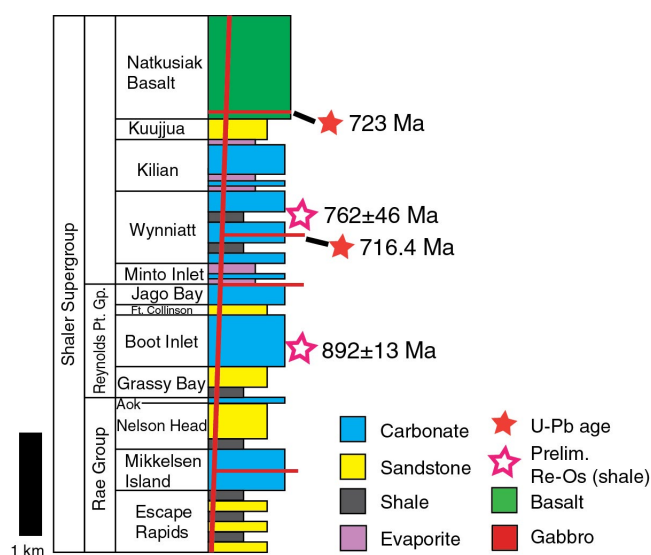 Natkusiak
Basalt
723 Ma
Kuujjua
Kilian
762±46 Ma
Wynniatt
716.4 Ma
Minto Inlet
Jago Bay
Ft. Collinson
Boot Inlet
892±13 Ma
Grassy Bay
Aok
Nelson Head
Mikkelsen
Island
Escape
Rapids
Shaler Supergroup
Reynolds Pt. Gp.
Rae Group
1 km
Carbonate
Sandstone
Shale
Evaporite
U-Pb age
Prelim.
Re-Os (shale)
Basalt
Gabbro